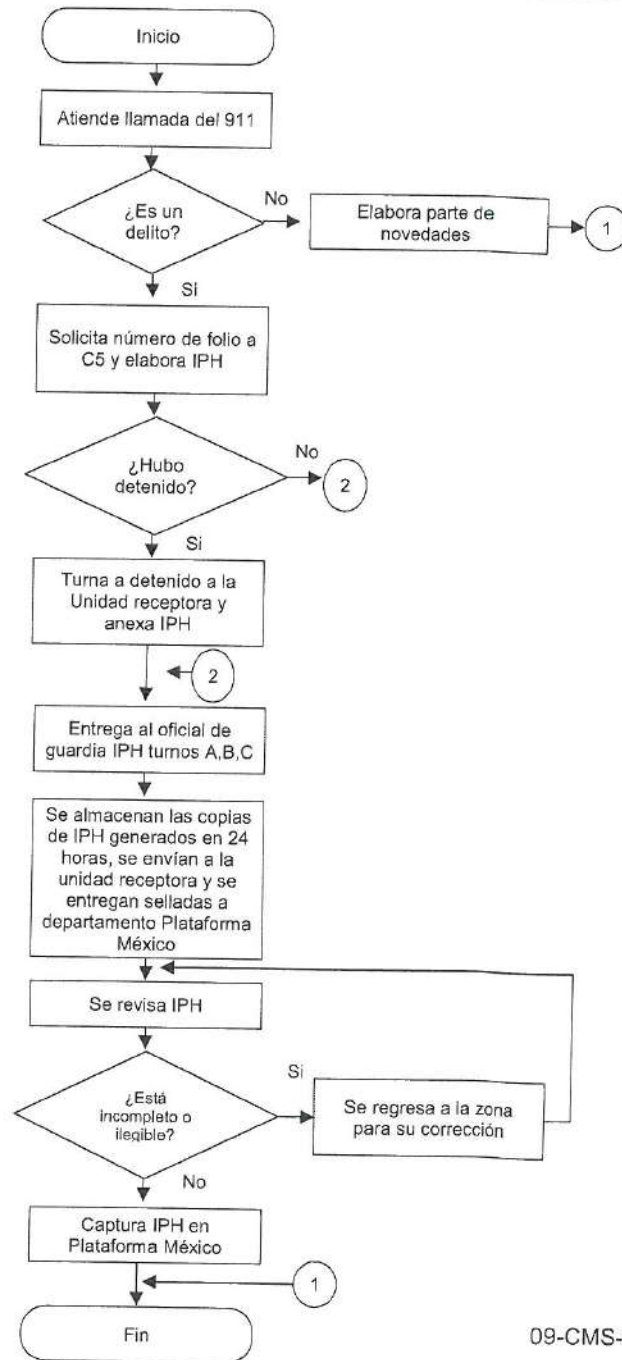 Inicio
Atiende llamada del 911
¿Es un
delito?
No
Elabora parte de
novedades
1
Si
Solicita número de folio a
C5 y elabora IPH
¿Hubo
detenido?
No
2
Si
Turna a detenido a la
Unidad receptora y
anexa IPH
2
Entrega al oficial de
guardia IPH turnos A,B,C
Se almacenan las copias
de IPH generados en 24
horas, se envían a la
unidad receptora y se
entregan selladas a
departamento Plataforma
México
Se revisa IPH
¿Está
incompleto o
ilegible?
Si
Se regresa a la zona
para su corrección
No
Captura IPH en
Plataforma México
1
Fin
09-CMS-